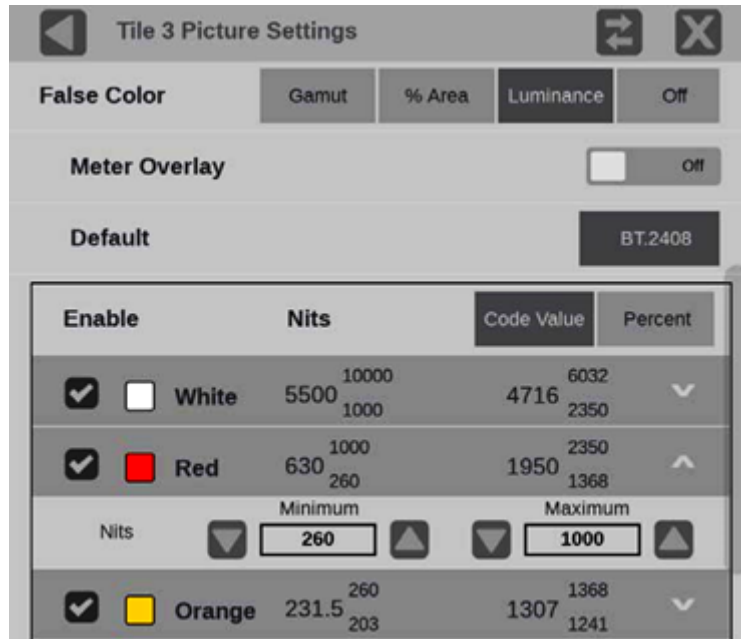 Tile 3 Picture Settings
False Color Gamut % Area Luminance Off
Meter Overlay Off
Default BT.2408
Enable Nits Code Value Percent
White 5500 10000 1000 4716 6032 2350
Red 630 1000 260 1950 2350 1368
Minimum Maximum
Nits 260 1000
Orange 231.5 260 203 1307 1368 1241